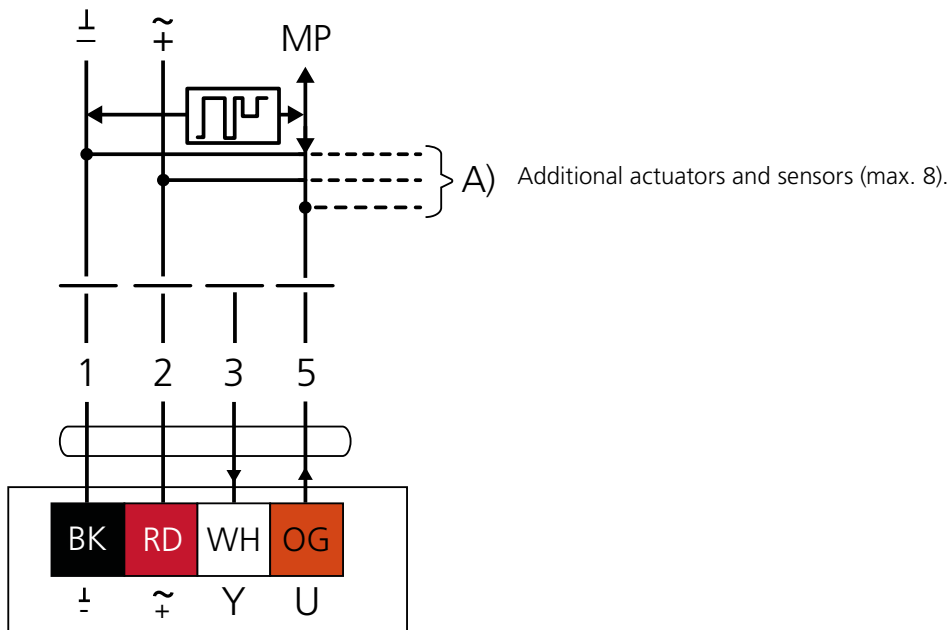 ⊥ ~ MP
– +
A) Additional actuators and sensors (max. 8).
1 2 3 5
BK RD WH OG
⊥ ~ Y U
- +